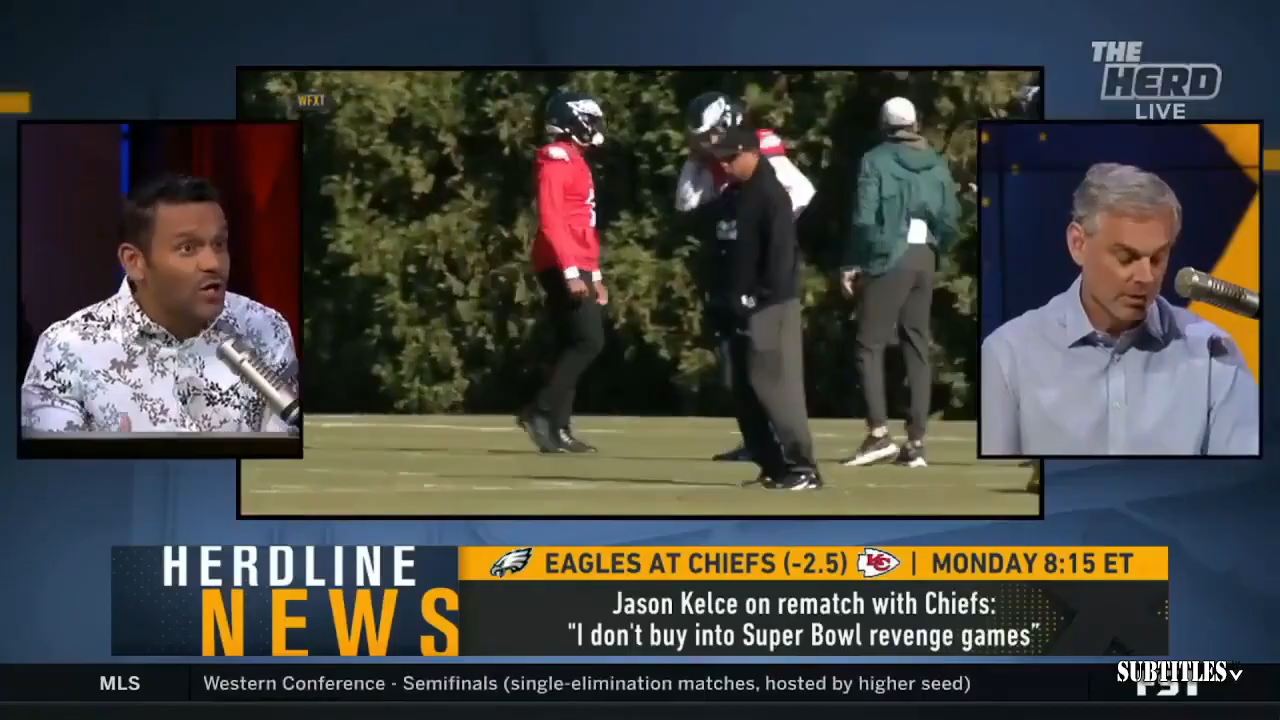 THE
HERD
LIVE
WFXT
HERDLINE
NEWS
EAGLES AT CHIEFS (-2.5) KC | MONDAY 8:15 ET
Jason Kelce on rematch with Chiefs:
"I don't buy into Super Bowl revenge games"
MLS Western Conference - Semifinals (single-elimination matches, hosted by higher seed)
SUBTITLES